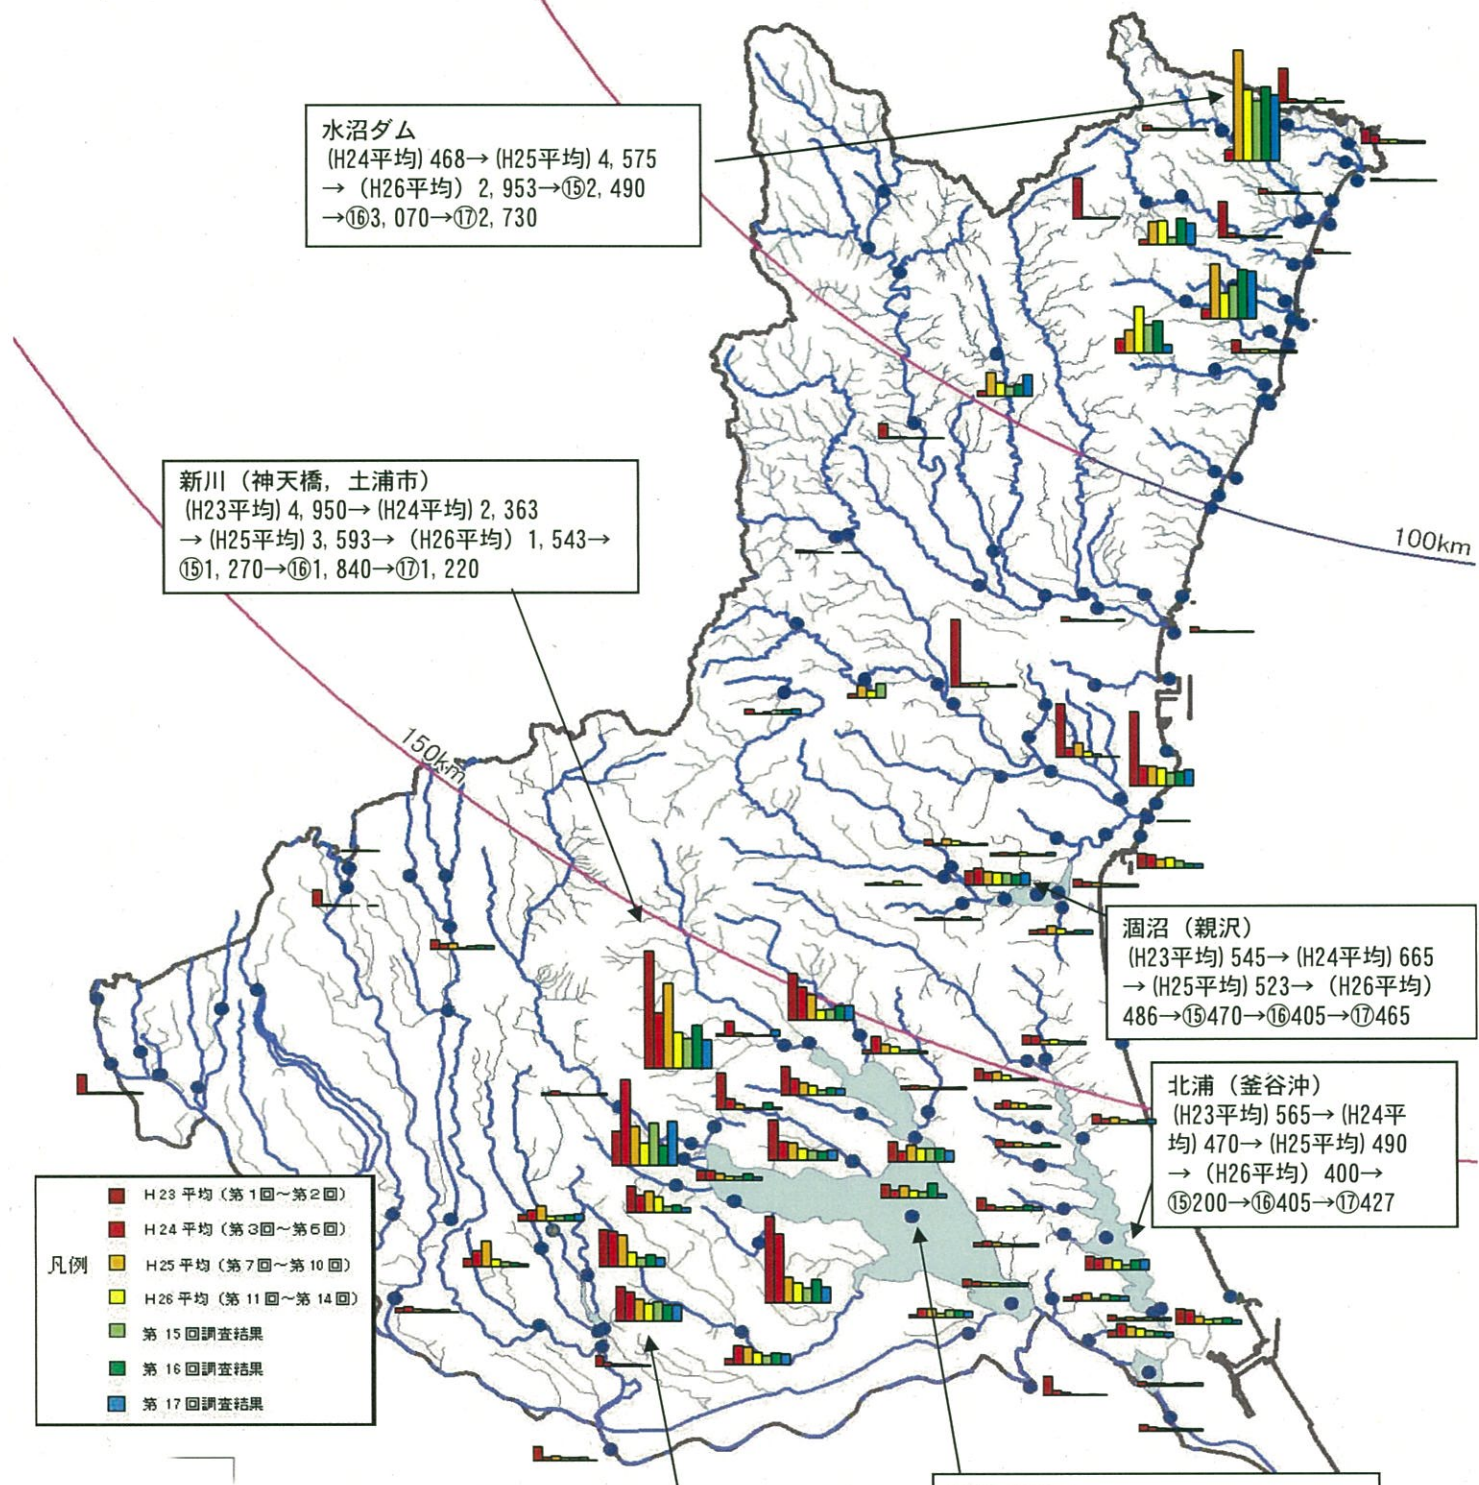 水沼ダム
(H24平均) 468→ (H25平均) 4, 575
→ (H26平均) 2, 953→⑮2, 490
→⑯3, 070→⑰2, 730
新川（神天橋, 土浦市）
(H23平均) 4, 950→ (H24平均) 2, 363
→ (H25平均) 3, 593→ (H26平均) 1, 543→
⑮1, 270→⑯1, 840→⑰1, 220
100km
150km
涸沼（親沢）
(H23平均) 545→ (H24平均) 665
→ (H25平均) 523→ (H26平均)
486→⑮470→⑯405→⑰465
北浦（釜谷沖）
(H23平均) 565→ (H24平
均) 470→ (H25平均) 490
→ (H26平均) 400→
⑮200→⑯405→⑰427
凡例
H23 平均（第1回～第2回）
H24 平均（第3回～第6回）
H25 平均（第7回～第10回）
H26 平均（第11回～第14回）
第 15 回調査結果
第 16 回調査結果
第 17 回調査結果